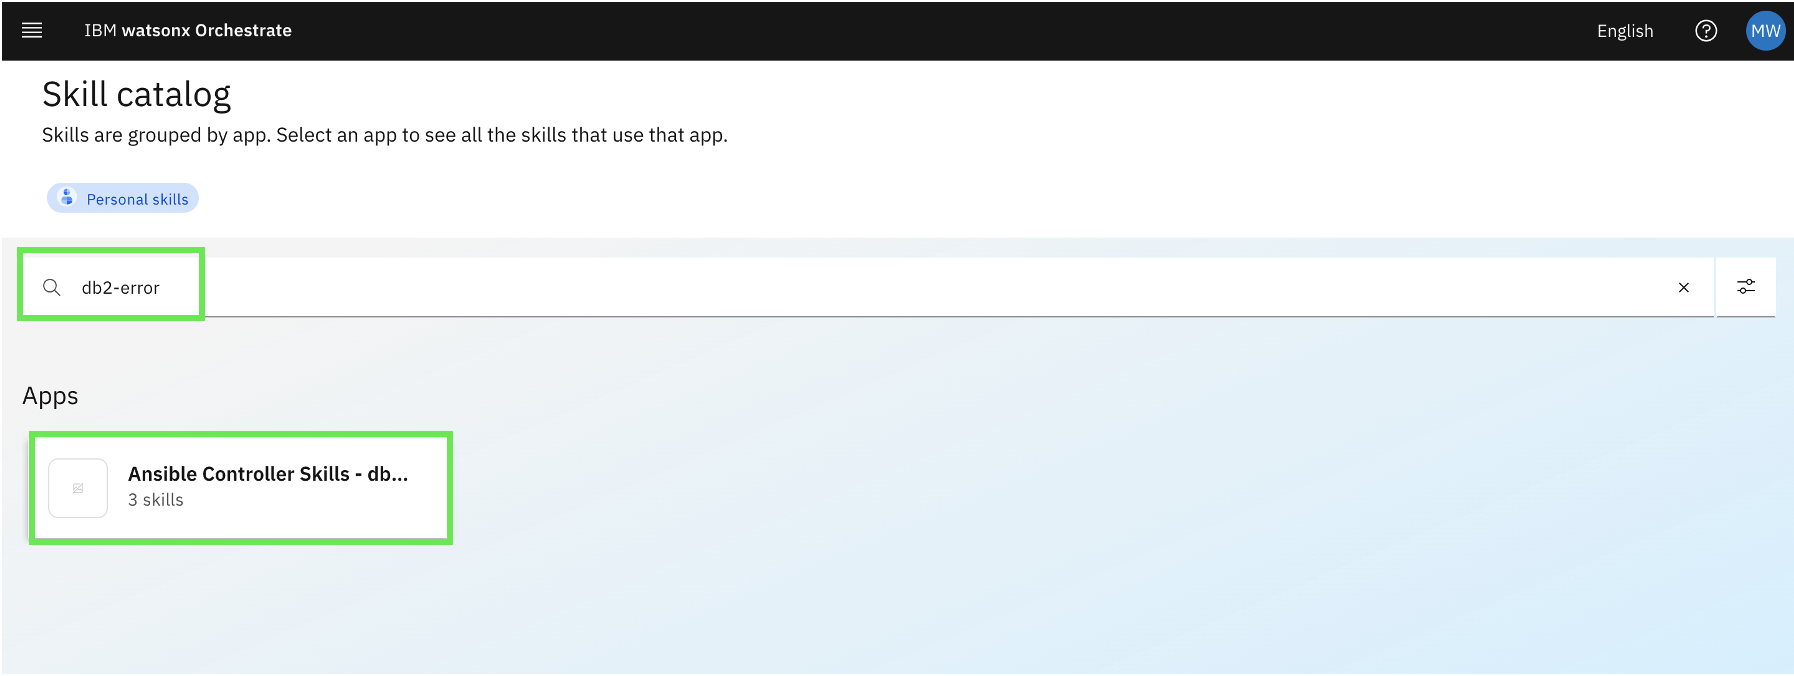 IBM watsonx Orchestrate
English
MW
Skill catalog
Skills are grouped by app. Select an app to see all the skills that use that app.
Personal skills
db2-error
Apps
Ansible Controller Skills - db...
3 skills